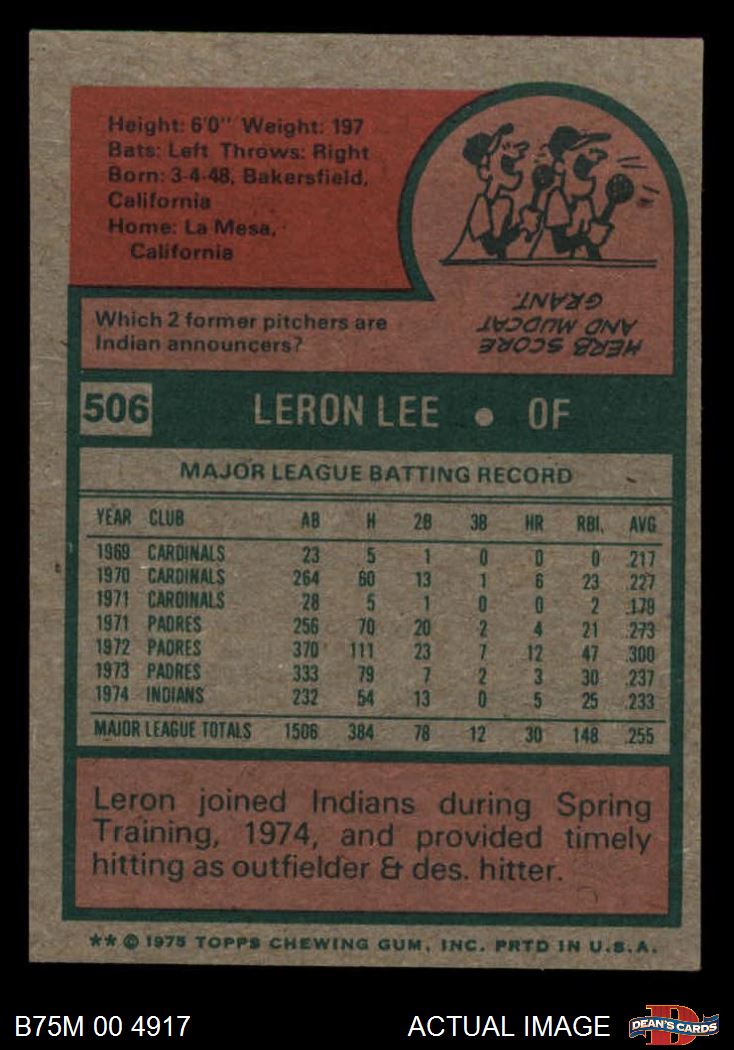 Height: 6'0" Weight: 197
Bats: Left Throws: Right
Born: 3-4-48, Bakersfield,
California
Home: La Mesa,
California
Which 2 former pitchers are
Indian announcers?
HERB SCORE
AND MUDCAT
GRANT.
506 LERON LEE • OF
MAJOR LEAGUE BATTING RECORD
YEAR CLUB AB H 2B 3B HR RBI. AVG
1969 CARDINALS 23 5 1 0 0 0 .217
1970 CARDINALS 264 60 13 1 6 23 .227
1971 CARDINALS 28 5 1 0 0 2 .178
1971 PADRES 256 70 20 2 4 21 .273
1972 PADRES 370 111 23 7 12 47 .300
1973 PADRES 333 79 7 2 3 30 .237
1974 INDIANS 232 54 13 0 5 25 .233
MAJOR LEAGUE TOTALS 1506 384 78 12 30 148 .255
Leron joined Indians during Spring
Training, 1974, and provided timely
hitting as outfielder & des. hitter.
** © 1975 TOPPS CHEWING GUM, INC. PRTD IN U.S.A.
B75M 00 4917 ACTUAL IMAGE D DEAN'S CARDS